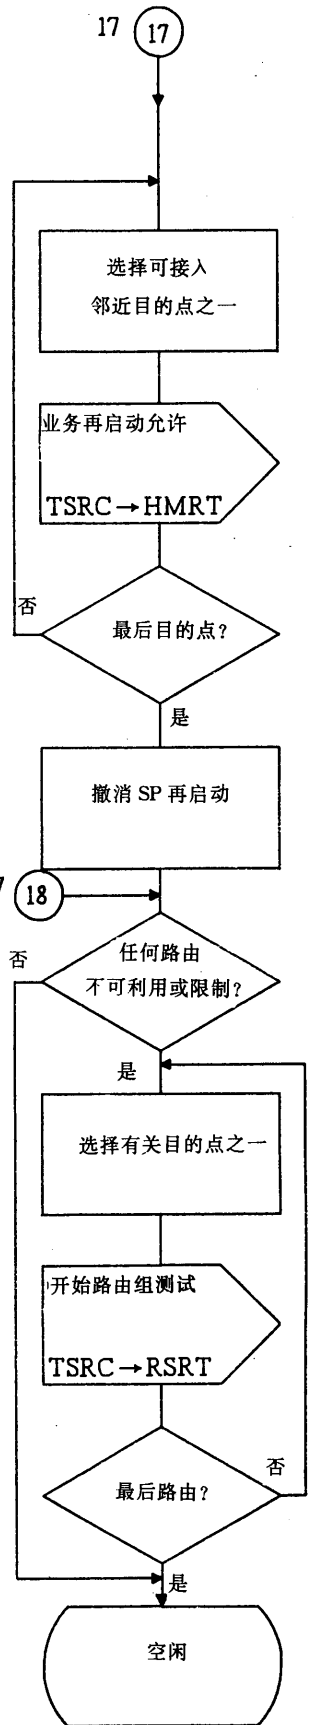 17 17
选择可接入
邻近目的点之一
业务再启动允许
TSRC→HMRT
否
最后目的点?
是
撤消 SP 再启动
18
否
任何路由
不可利用或限制?
是
选择有关目的点之一
开始路由组测试
TSRC→RSRT
否
最后路由?
是
空闲